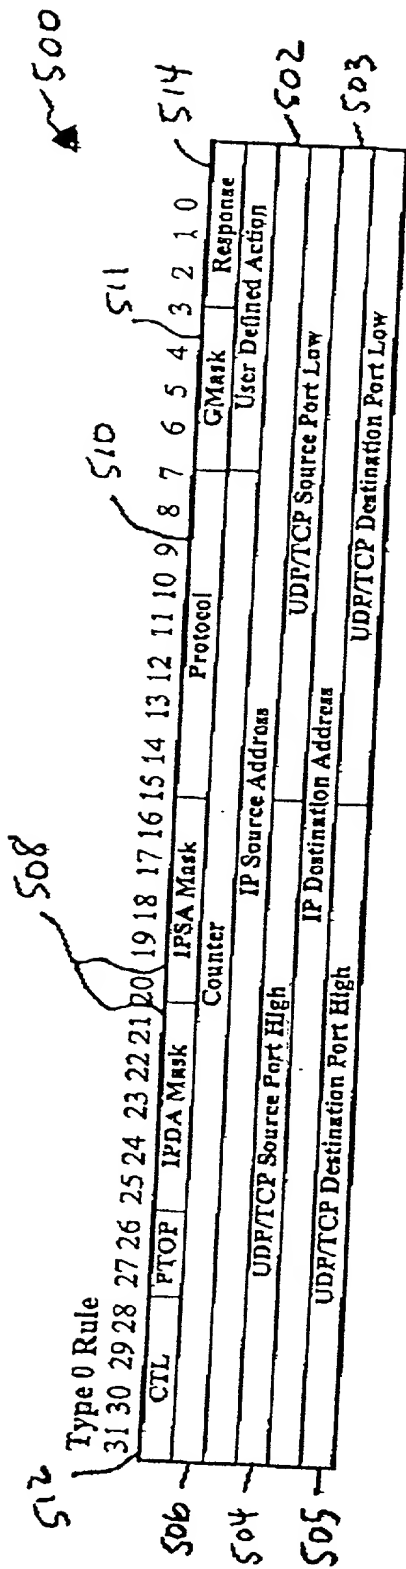 500
514
511
510
508
512
Type 0 Rule
31 30 29 28 27 26 25 24 23 22 21 20 19 18 17 16 15 14 13 12 11 10 9 8 7 6 5 4 3 2 1 0
CTL PTOP IPDA Mask IPSA Mask Protocol GMask Response
Counter User Defined Action
506
IP Source Address
502
504
UDP/TCP Source Port High UDP/TCP Source Port Low
IP Dostination Address
503
505
UDP/TCP Destination Port High UDP/TCP Destination Port Low